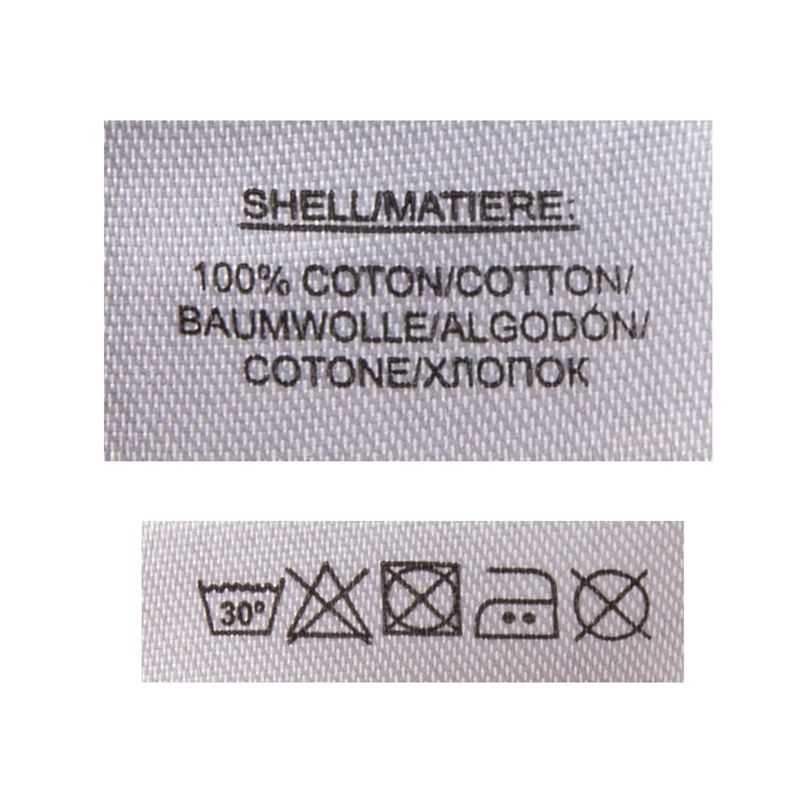 SHELL/MATIERE:
100% COTON/COTTON/
BAUMWOLLE/ALGODÓN/
COTONE/ХЛОПОК
30°